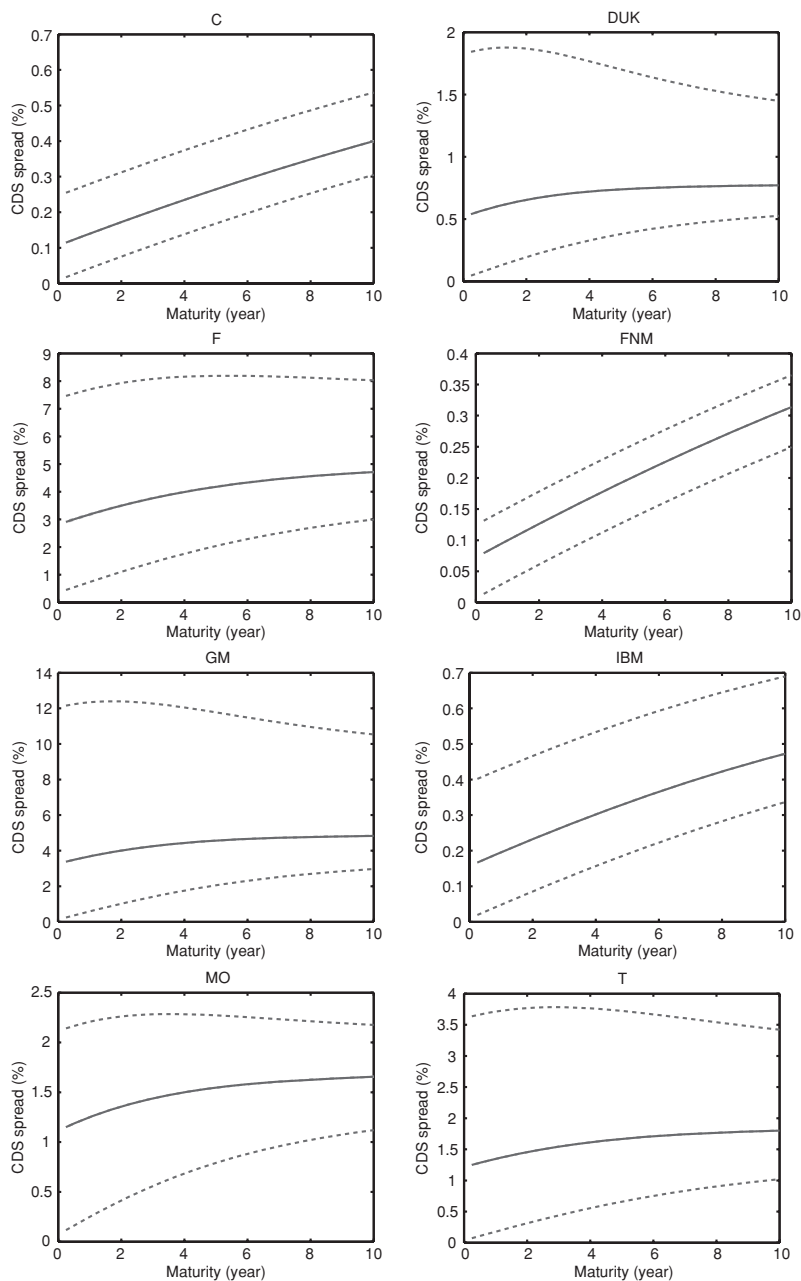 C
0.7
0.6
0.5
0.4
0.3
0.2
0.1
0
CDS spread (%)
0 2 4 6 8 10
Maturity (year)
DUK
2
1.5
1
0.5
0
CDS spread (%)
0 2 4 6 8 10
Maturity (year)
F
9
8
7
6
5
4
3
2
1
0
CDS spread (%)
0 2 4 6 8 10
Maturity (year)
FNM
0.4
0.35
0.3
0.25
0.2
0.15
0.1
0.05
0
CDS spread (%)
0 2 4 6 8 10
Maturity (year)
GM
14
12
10
8
6
4
2
0
CDS spread (%)
0 2 4 6 8 10
Maturity (year)
IBM
0.7
0.6
0.5
0.4
0.3
0.2
0.1
0
CDS spread (%)
0 2 4 6 8 10
Maturity (year)
MO
2.5
2
1.5
1
0.5
0
CDS spread (%)
0 2 4 6 8 10
Maturity (year)
T
4
3.5
3
2.5
2
1.5
1
0.5
0
CDS spread (%)
0 2 4 6 8 10
Maturity (year)